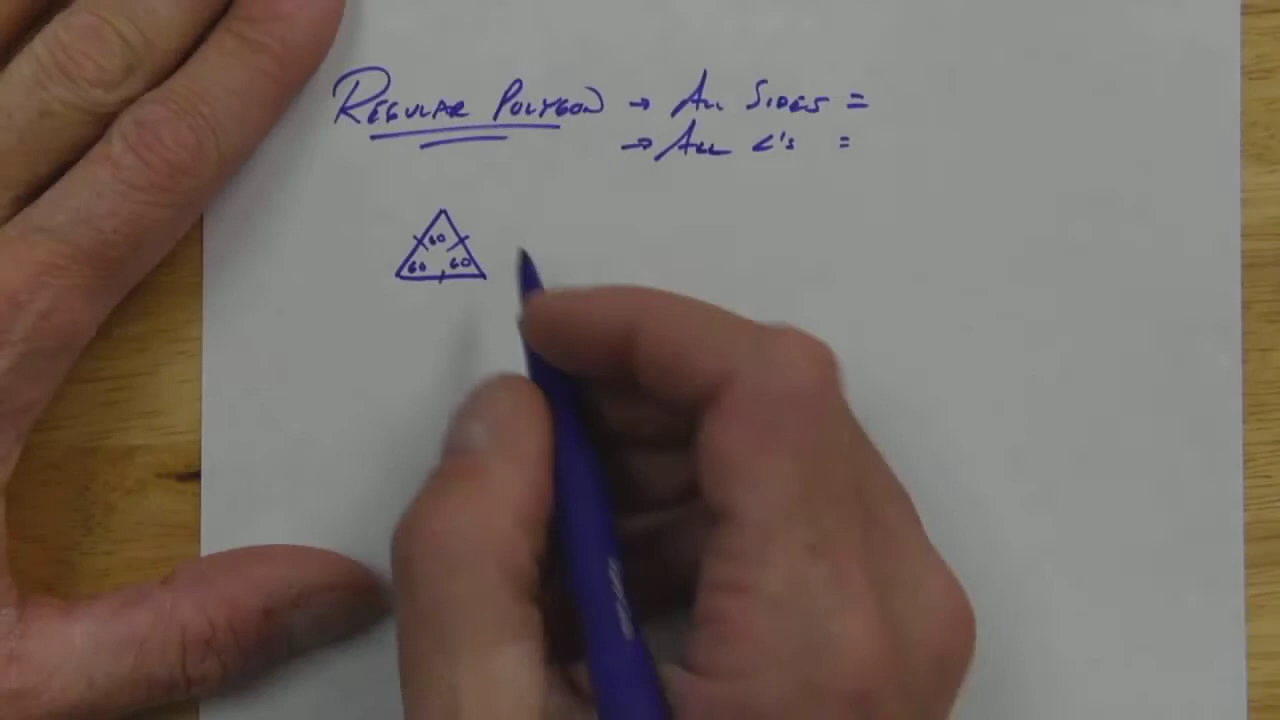 REGULAR POLYGON → ALL SIDES =
→ ALL ∠'s =
60
60 60